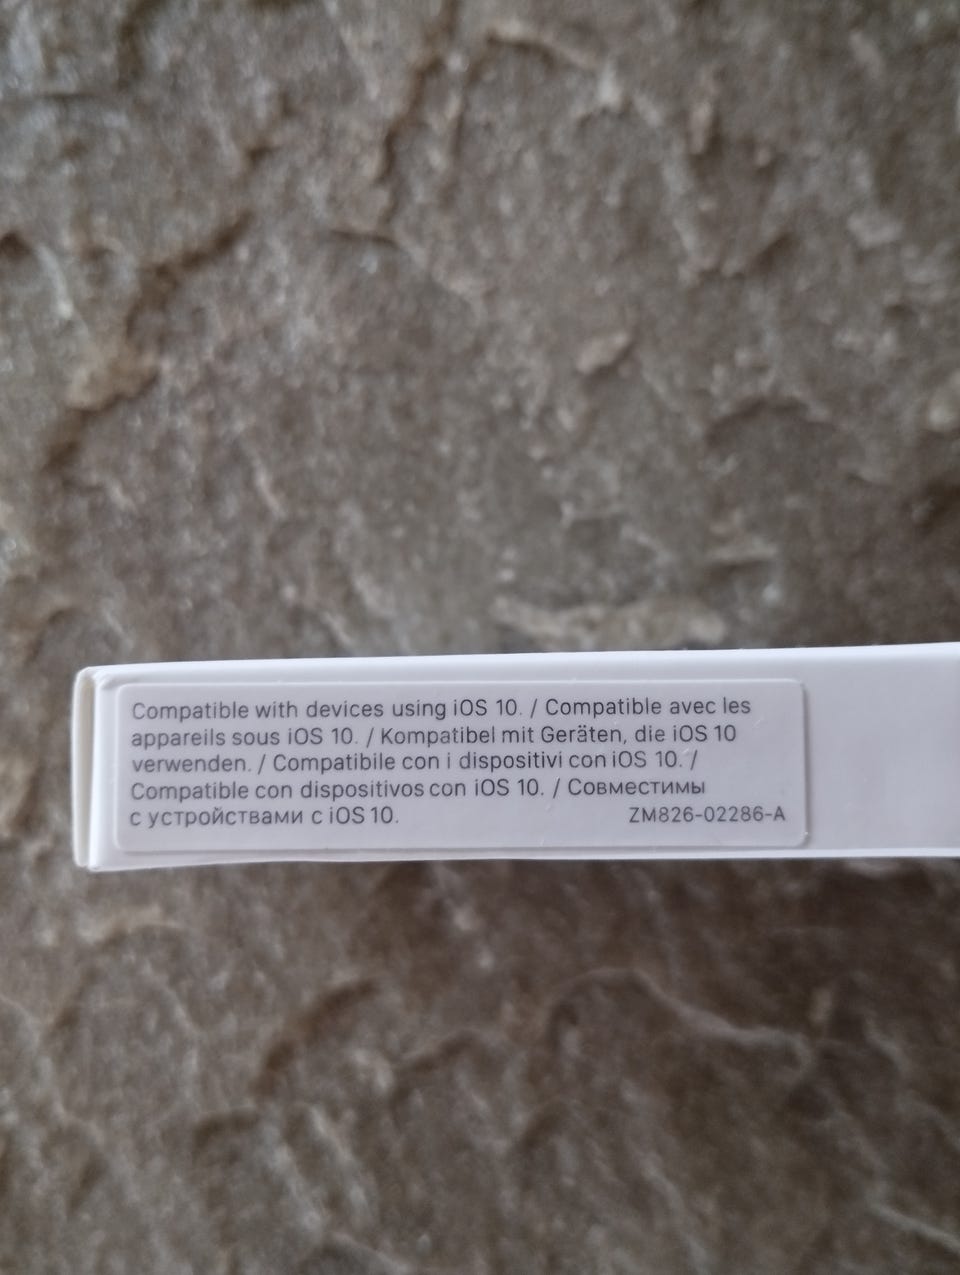 Compatible with devices using iOS 10. / Compatible avec les
appareils sous iOS 10. / Kompatibel mit Geräten, die iOS 10
verwenden. / Compatibile con i dispositivi con iOS 10. /
Compatible con dispositivos con iOS 10. / Совместимы
с устройствами с iOS 10. ZM826-02286-A